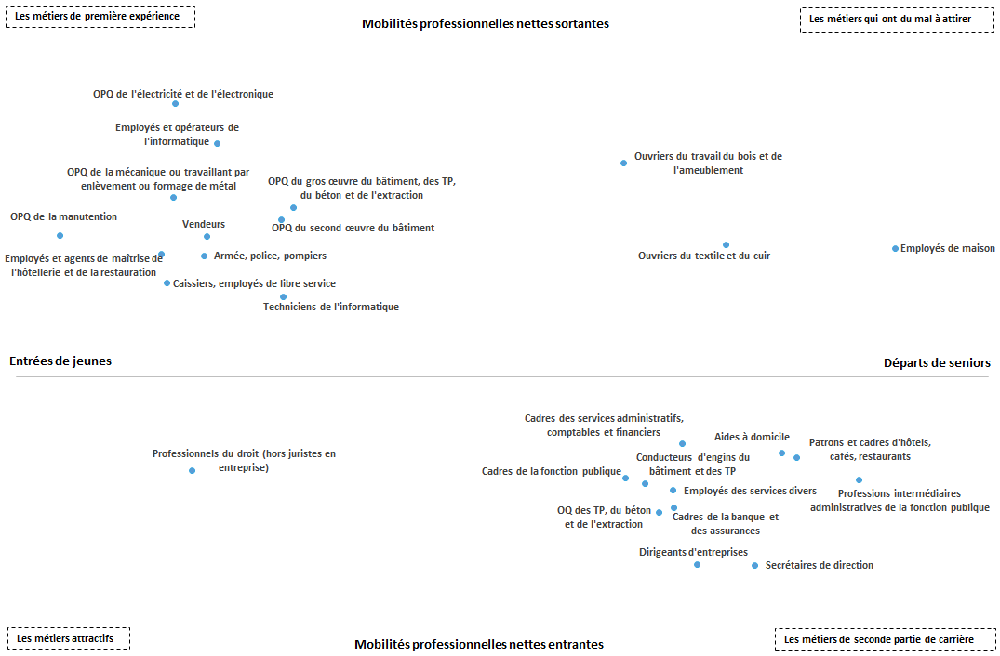 Les métiers de première expérience
Mobilités professionnelles nettes sortantes
Les métiers qui ont du mal à attirer
OPQ de l'électricité et de l'électronique
Employés et opérateurs de
l'informatique
OPQ de la mécanique ou travaillant par
enlèvement ou formage de métal
OPQ du gros œuvre du bâtiment, des TP,
du béton et de l'extraction
OPQ de la manutention
Vendeurs
OPQ du second œuvre du bâtiment
Employés et agents de maîtrise de
l'hôtellerie et de la restauration
Armée, police, pompiers
Caissiers, employés de libre service
Techniciens de l'informatique
Ouvriers du travail du bois et de
l'ameublement
Ouvriers du textile et du cuir
Employés de maison
Entrées de jeunes
Départs de seniors
Professionnels du droit (hors juristes en
entreprise)
Cadres des services administratifs,
comptables et financiers
Aides à domicile
Patrons et cadres d'hôtels,
cafés, restaurants
Conducteurs d'engins du
bâtiment et des TP
Cadres de la fonction publique
Employés des services divers
Professions intermédiaires
administratives de la fonction publique
OQ des TP, du béton
et de l'extraction
Cadres de la banque et
des assurances
Dirigeants d'entreprises
Secrétaires de direction
Les métiers attractifs
Mobilités professionnelles nettes entrantes
Les métiers de seconde partie de carrière